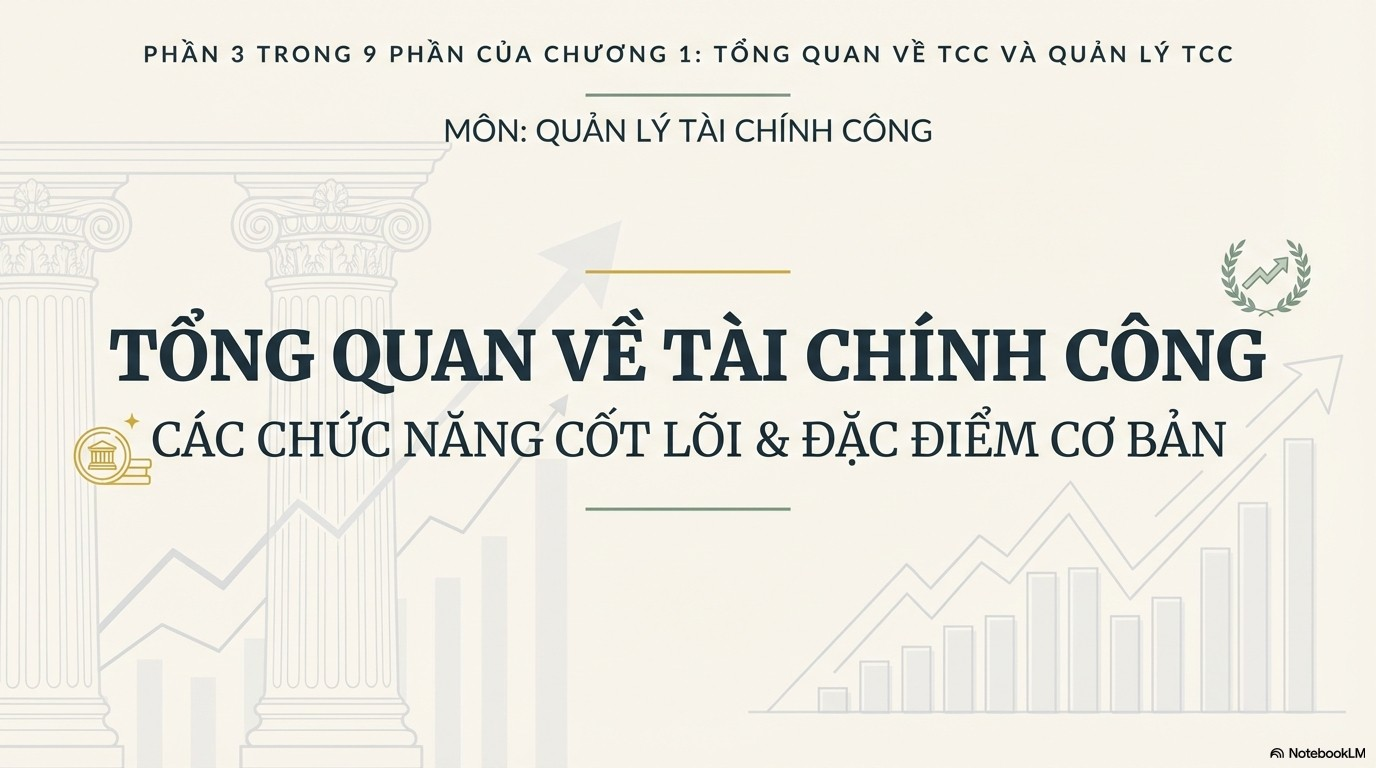 PHẦN 3 TRONG 9 PHẦN CỦA CHƯƠNG 1: TỔNG QUAN VỀ TCC VÀ QUẢN LÝ TCC
MÔN: QUẢN LÝ TÀI CHÍNH CÔNG
TỔNG QUAN VỀ TÀI CHÍNH CÔNG
CÁC CHỨC NĂNG CỐT LÕI & ĐẶC ĐIỂM CƠ BẢN
NotebookLM